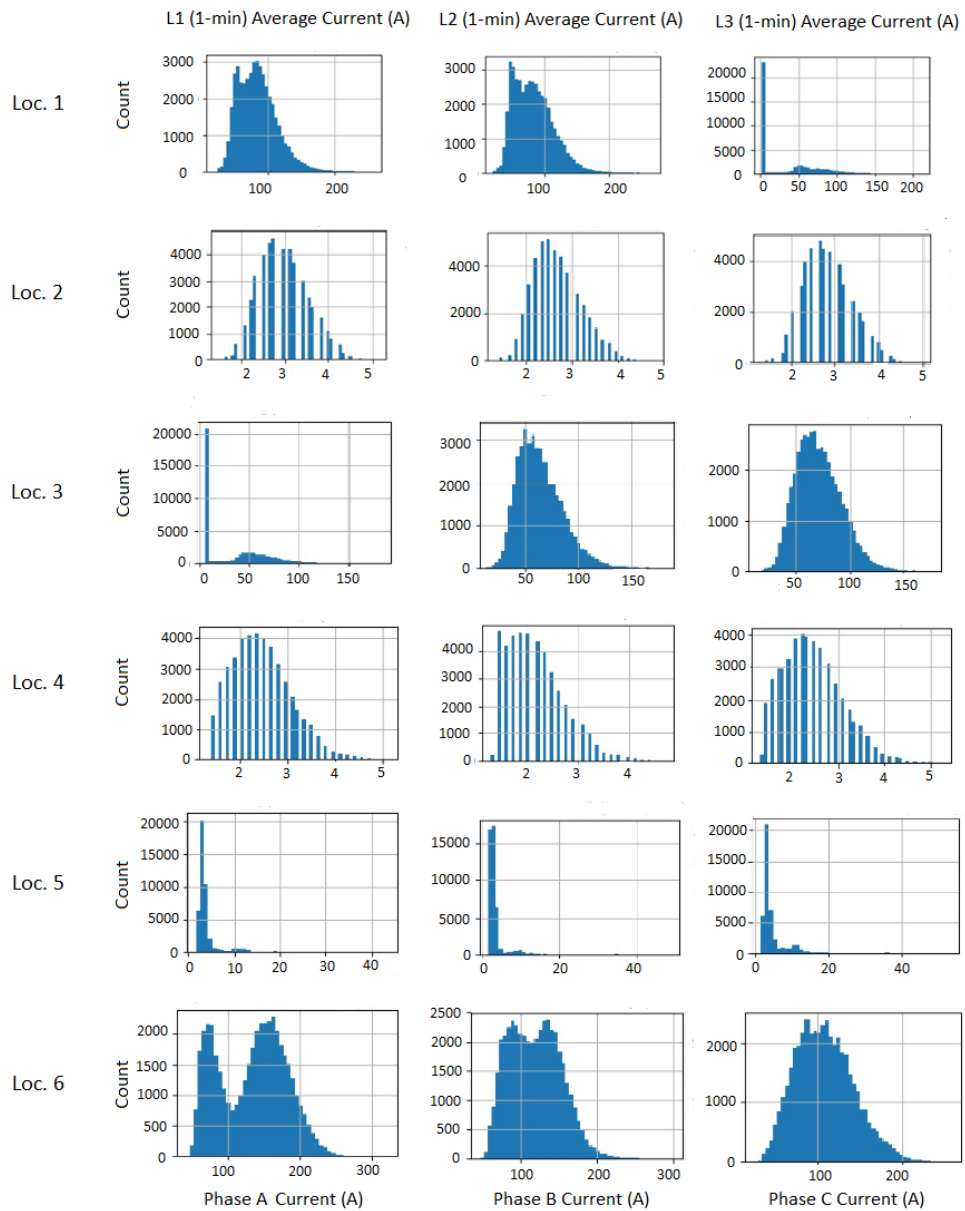 L1 (1-min) Average Current (A) L2 (1-min) Average Current (A) L3 (1-min) Average Current (A)
Loc. 1
Count
3000
2000
1000
0
100 200
3000
2000
1000
0
100 200
20000
15000
10000
5000
0
0 50 100 150 200
Loc. 2
Count
4000
3000
2000
1000
0
2 3 4 5
4000
2000
0
2 3 4 5
4000
2000
0
2 3 4 5
Loc. 3
Count
20000
15000
10000
5000
0
0 50 100 150
3000
2000
1000
0
50 100 150
2000
1000
0
50 100 150
Loc. 4
Count
4000
3000
2000
1000
0
2 3 4 5
4000
3000
2000
1000
0
2 3 4
4000
3000
2000
1000
0
2 3 4 5
Loc. 5
Count
20000
15000
10000
5000
0
0 10 20 30 40
15000
10000
5000
0
0 20 40
20000
15000
10000
5000
0
0 20 40
Loc. 6
Count
2000
1500
1000
500
0
100 200 300
2500
2000
1500
1000
500
0
100 200 300
2000
1000
0
100 200
Phase A Current (A) Phase B Current (A) Phase C Current (A)